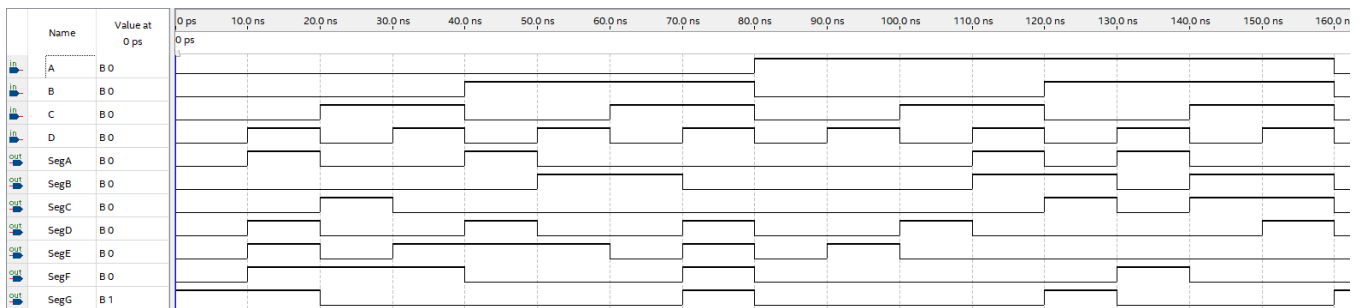 Name Value at 0 ps
0 ps 10.0 ns 20.0 ns 30.0 ns 40.0 ns 50.0 ns 60.0 ns 70.0 ns 80.0 ns 90.0 ns 100.0 ns 110.0 ns 120.0 ns 130.0 ns 140.0 ns 150.0 ns 160.0 n
0 ps
in A B 0
in B B 0
in C B 0
in D B 0
out SegA B 0
out SegB B 0
out SegC B 0
out SegD B 0
out SegE B 0
out SegF B 0
out SegG B 1